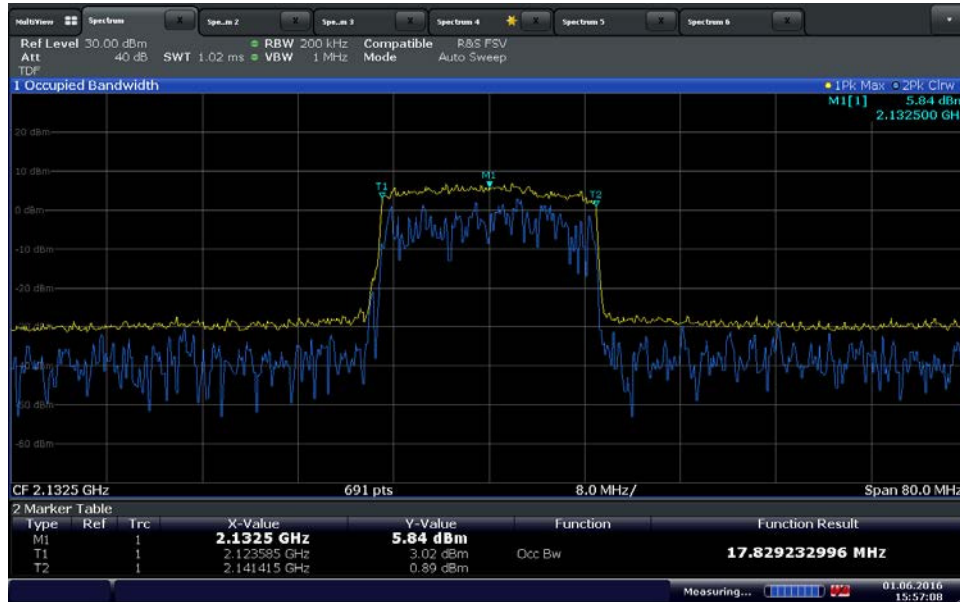 MultiView Spectrum X Spe...m 2 X Spe...m 3 X Spectrum 4 X Spectrum 5 X Spectrum 6 X
Ref Level 30.00 dBm RBW 200 kHz Compatible R&S FSV
Att 40 dB SWT 1.02 ms VBW 1 MHz Mode Auto Sweep
TDF
1 Occupied Bandwidth 1Pk Max 2Pk Clrw
M1[1] 5.84 dBm
2.132500 GH
20 dBm
10 dBm
M1
T1 T2
0 dBm
-10 dBm
-20 dBm
-60 dBm
CF 2.1325 GHz 691 pts 8.0 MHz/ Span 80.0 MHz
2 Marker Table
Type Ref Trc X-Value Y-Value Function Function Result
M1 1 2.1325 GHz 5.84 dBm
T1 1 2.123585 GHz 3.02 dBm Occ Bw 17.829232996 MHz
T2 1 2.141415 GHz 0.89 dBm
Measuring... 01.06.2016
15:57:08